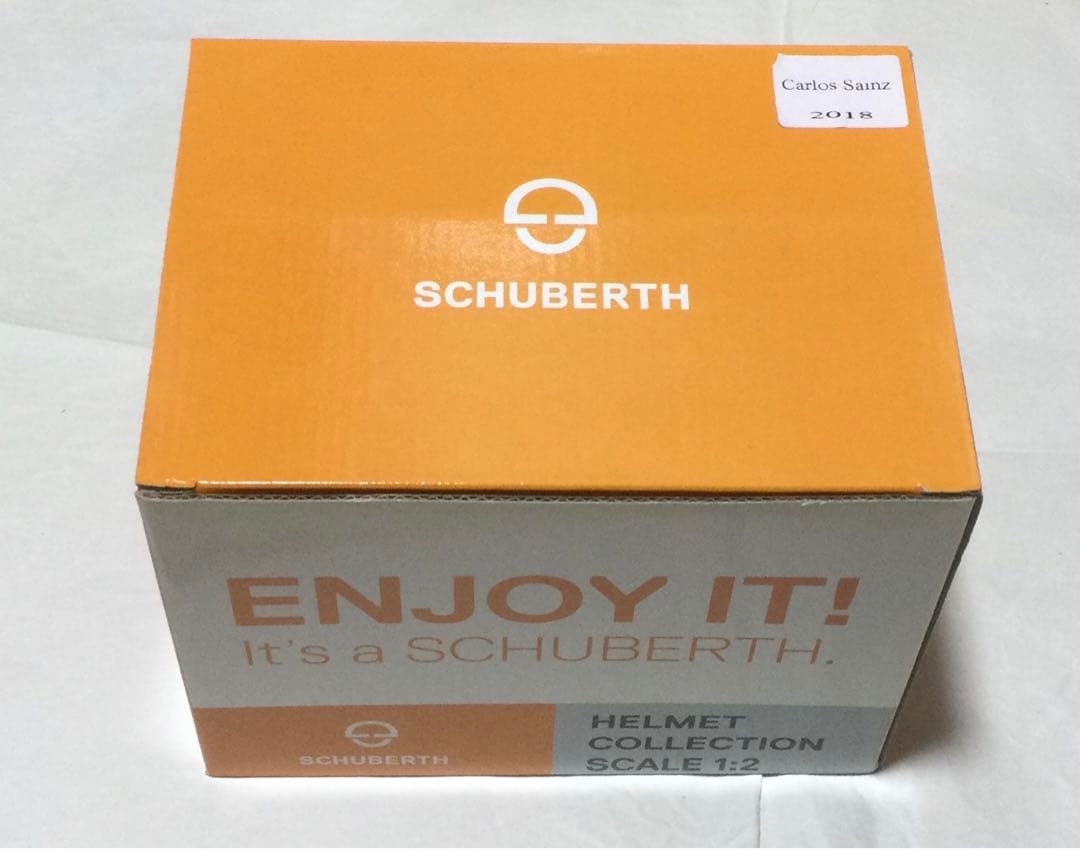 Carlos Sainz
2018
SCHUBERTH
ENJOY IT!
It's a SCHUBERTH.
SCHUBERTH
HELMET
COLLECTION
SCALE 1:2